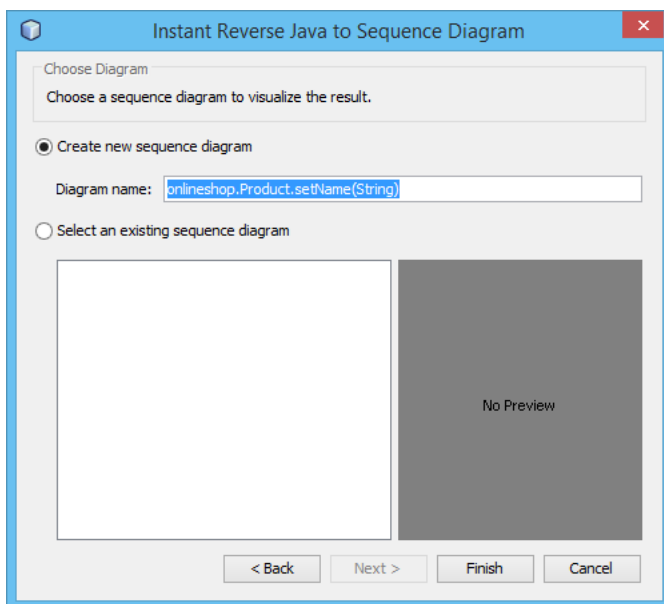 Instant Reverse Java to Sequence Diagram
Choose Diagram
Choose a sequence diagram to visualize the result.
Create new sequence diagram
Diagram name: onlineshop.Product.setName(String)
Select an existing sequence diagram
No Preview
< Back Next > Finish Cancel